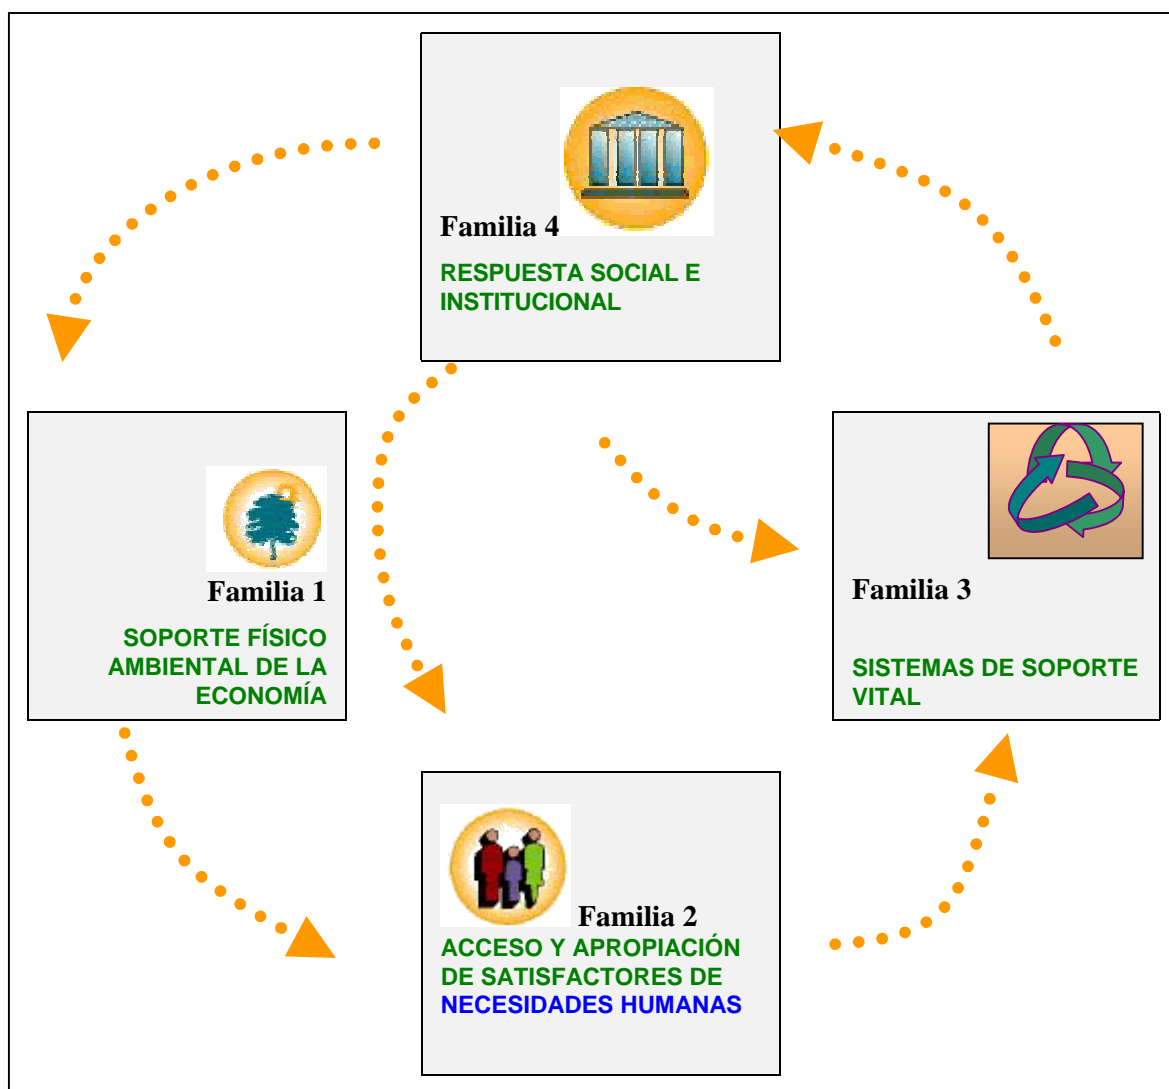 Familia 4
RESPUESTA SOCIAL E
INSTITUCIONAL
Familia 1
SOPORTE FÍSICO
AMBIENTAL DE LA
ECONOMÍA
Familia 3
SISTEMAS DE SOPORTE
VITAL
Familia 2
ACCESO Y APROPIACIÓN
DE SATISFACTORES DE
NECESIDADES HUMANAS